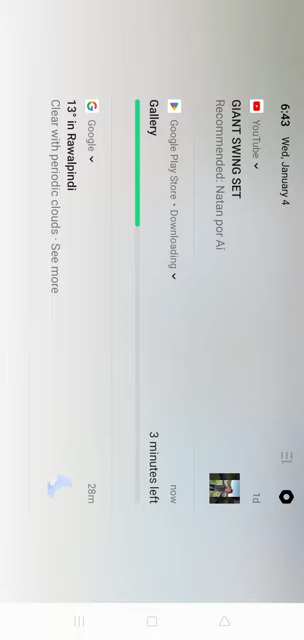 6:43 Wed, January 4
YouTube
1d
GIANT SWING SET
Recommended: Natan por Aí
Google Play Store • Downloading
now
Gallery
3 minutes left
Google
28m
13° in Rawalpindi
Clear with periodic clouds · See more